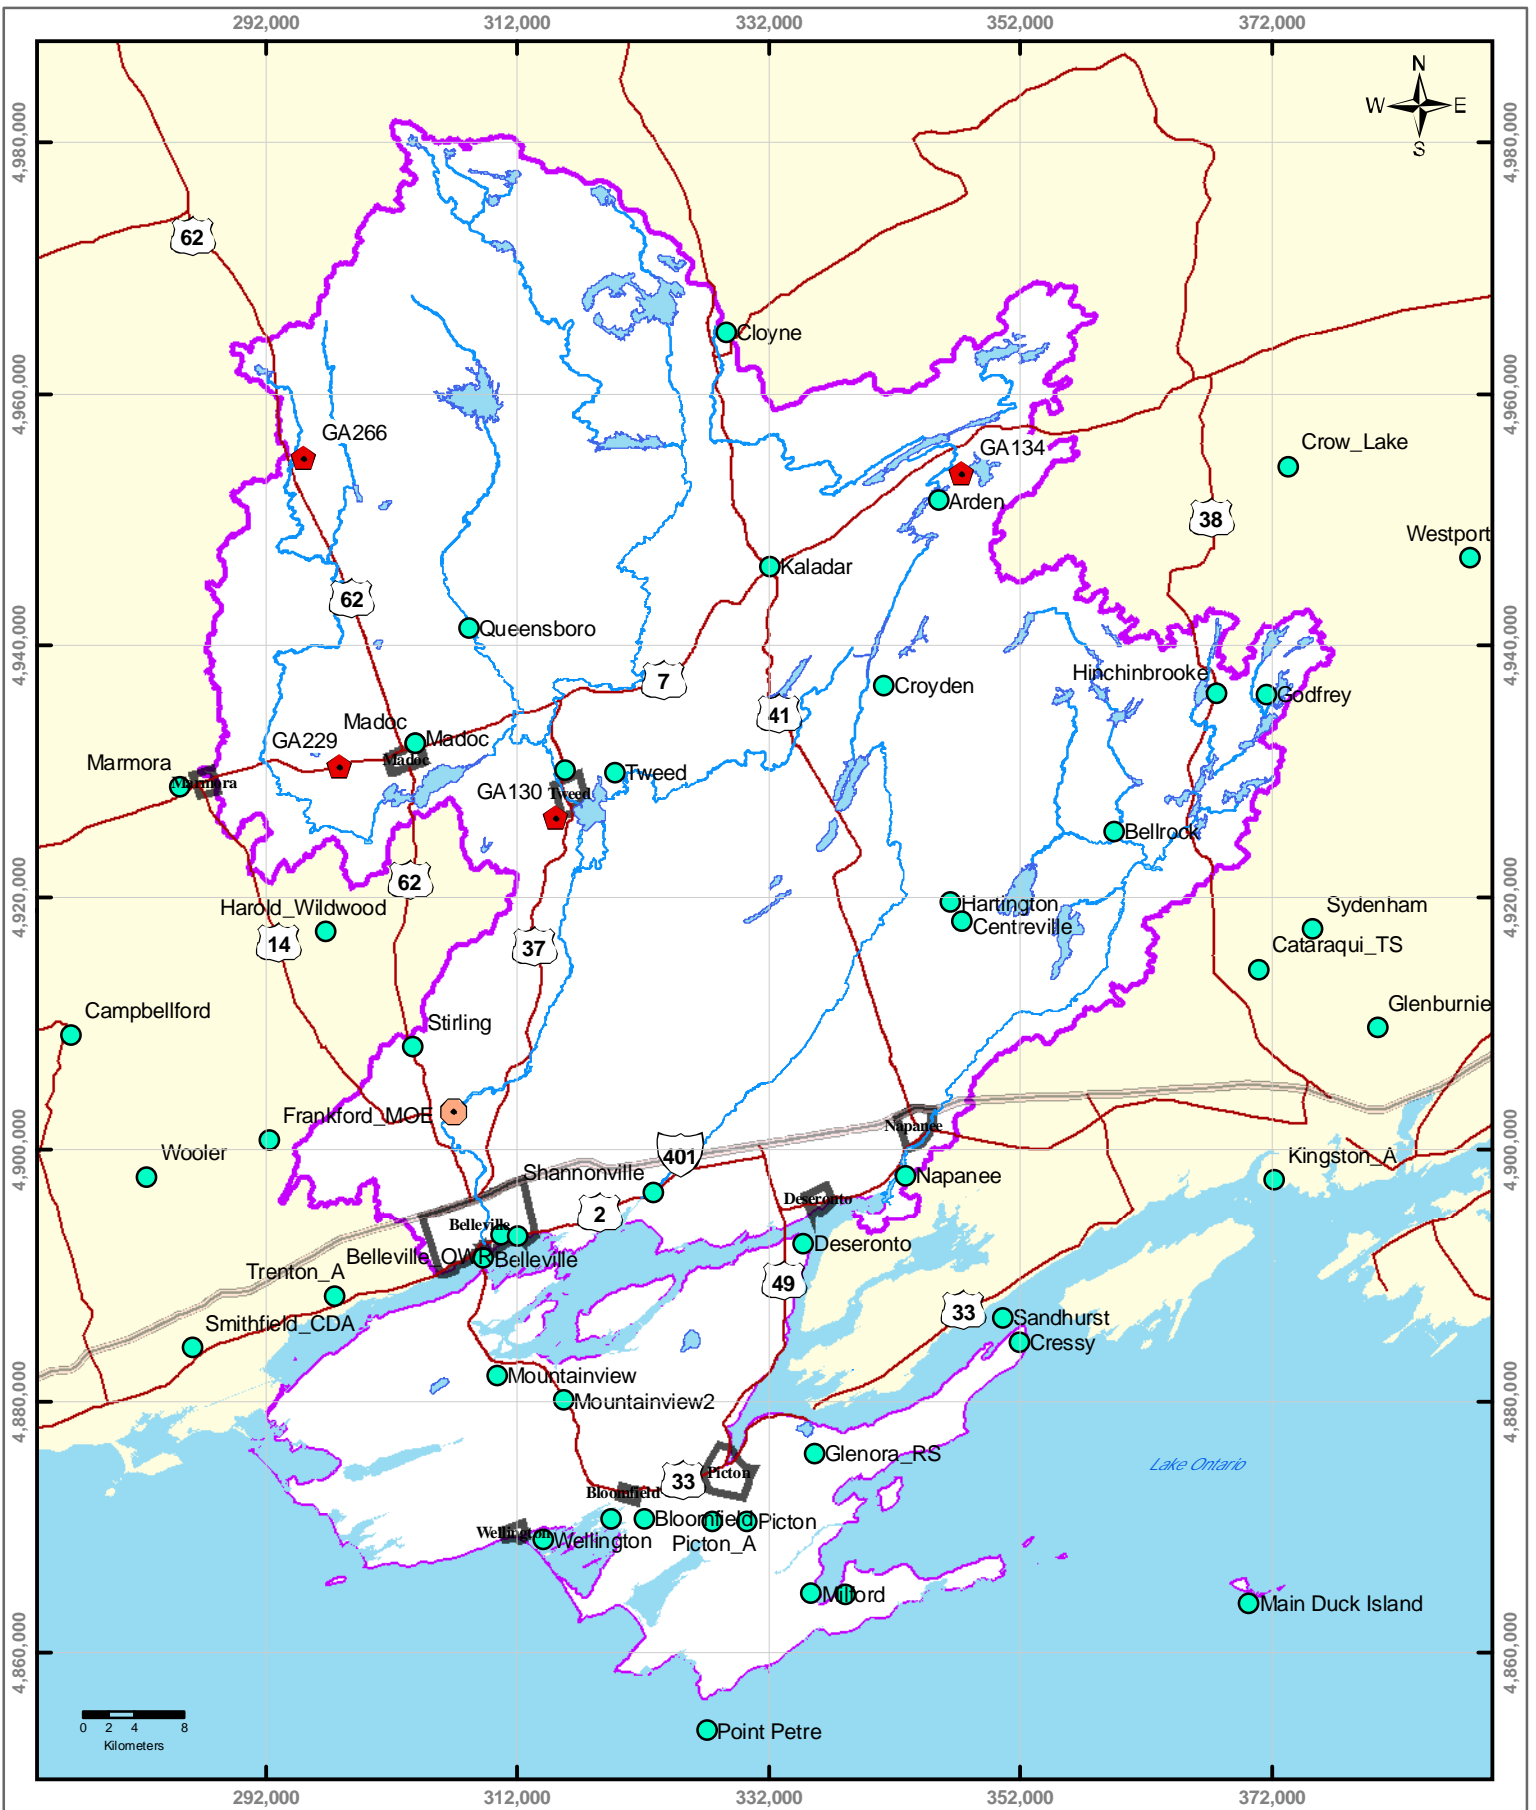 292,000 312,000 332,000 352,000 372,000
N
W E
S
4,980,000 4,980,000
62
Cloyne
4,960,000 4,960,000
GA266
GA134
Crow_Lake
Arden
38
Westport
Kaladar
62
Queensboro
4,940,000 4,940,000
7
Hinchinbrooke
Croyden
Godfrey
41
Madoc
GA229
Madoc
Madoc
Marmora
Marmora
Tweed
GA130
Tweed
Bellrock
62
4,920,000 4,920,000
Harold_Wildwood
Hartington
Sydenham
Centreville
14
37
Cataraqui_TS
Campbellford
Glenburnie
Stirling
Frankford_MOE
Napanee
4,900,000 4,900,000
Wooler
401
Kingston_A
Shannonville
Napanee
Deseronto
2
Belleville
Deseronto
Belleville_OWR
Belleville
Trenton_A
49
33
Smithfield_CDA
Sandhurst
Cressy
Mountainview
Mountainview2
4,880,000 4,880,000
Glenora_RS
Lake Ontario
Picton
33
Bloomfield
Bloomfield
Picton
Wellington
Wellington
Picton_A
Milford
Main Duck Island
4,860,000 4,860,000
Point Petre
0 2 4 8
Kilometers
292,000 312,000 332,000 352,000 372,000